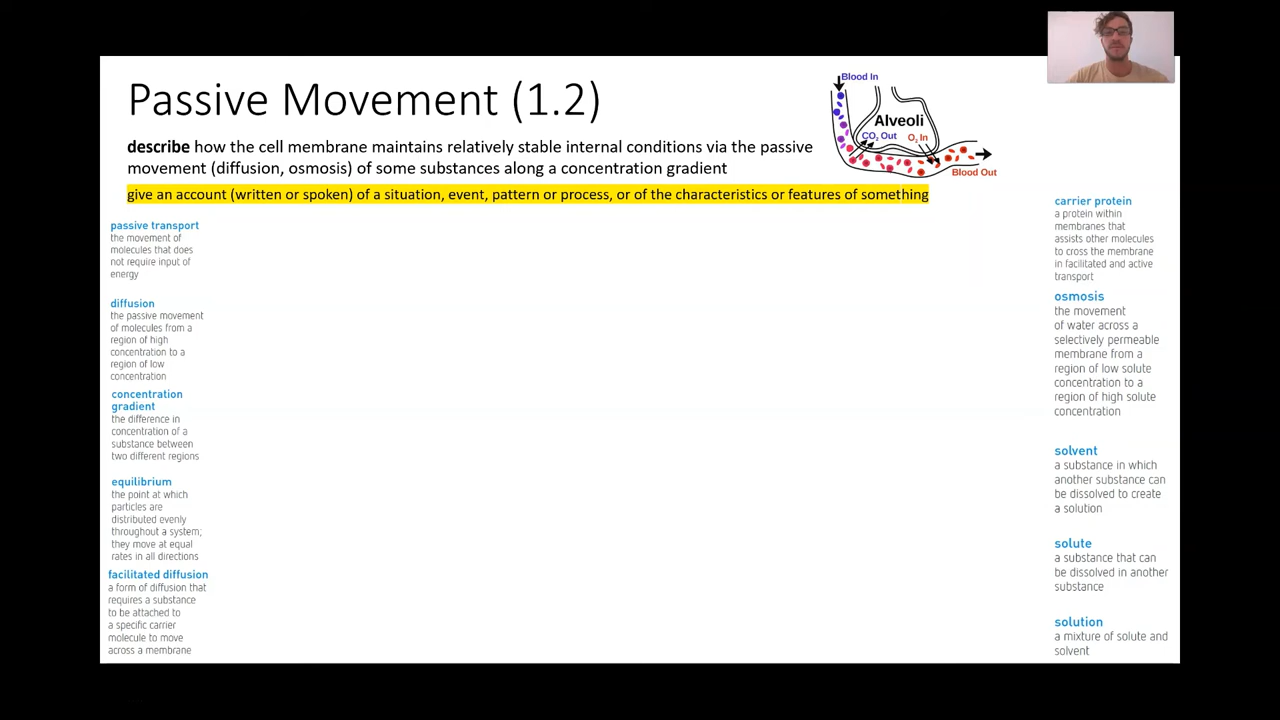 Passive Movement (1.2)
describe how the cell membrane maintains relatively stable internal conditions via the passive
movement (diffusion, osmosis) of some substances along a concentration gradient
give an account (written or spoken) of a situation, event, pattern or process, or of the characteristics or features of something
Blood In
Alveoli
CO₂ Out
O₂ In
Blood Out
passive transport
the movement of
molecules that does
not require input of
energy
diffusion
the passive movement
of molecules from a
region of high
concentration to a
region of low
concentration
concentration
gradient
the difference in
concentration of a
substance between
two different regions
equilibrium
the point at which
particles are
distributed evenly
throughout a system;
they move at equal
rates in all directions
facilitated diffusion
a form of diffusion that
requires a substance
to be attached to
a specific carrier
molecule to move
across a membrane
carrier protein
a protein within
membranes that
assists other molecules
to cross the membrane
in facilitated and active
transport
osmosis
the movement
of water across a
selectively permeable
membrane from a
region of low solute
concentration to a
region of high solute
concentration
solvent
a substance in which
another substance can
be dissolved to create
a solution
solute
a substance that can
be dissolved in another
substance
solution
a mixture of solute and
solvent